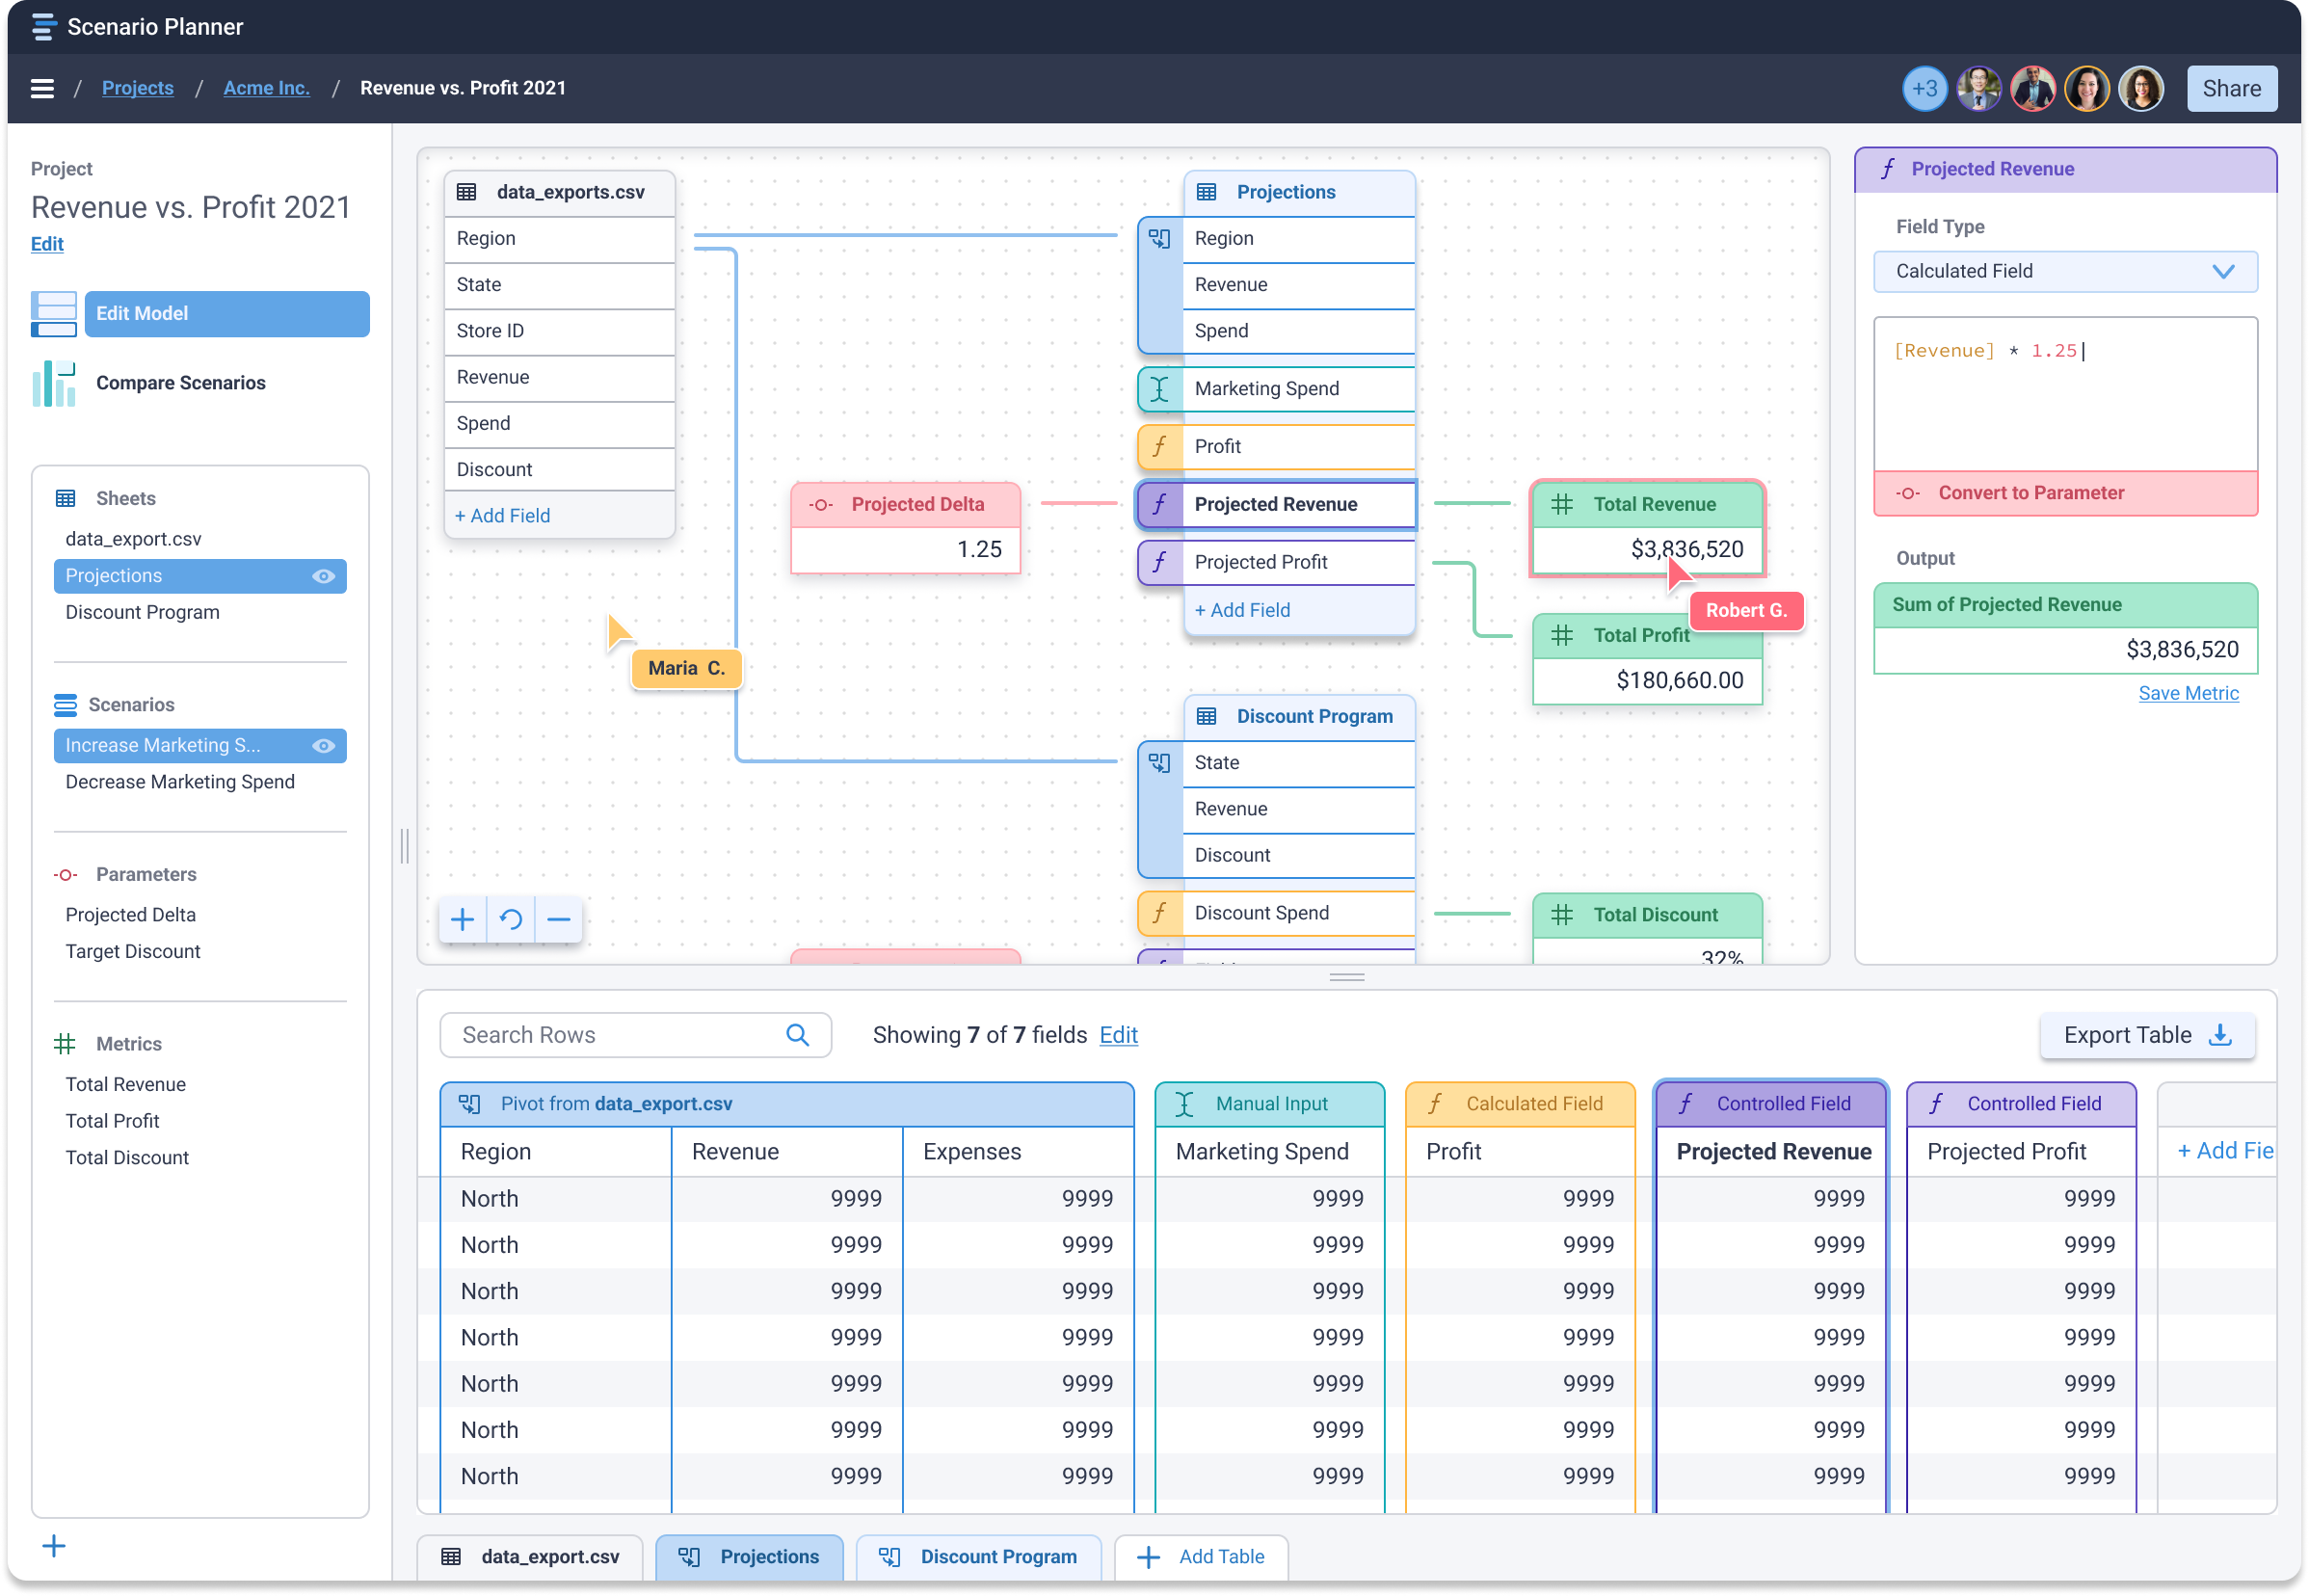 Scenario Planner
/ Projects / Acme Inc. / Revenue vs. Profit 2021
+3
Share
Project
Revenue vs. Profit 2021
Edit
Edit Model
Compare Scenarios
Sheets
data_export.csv
Projections
Discount Program
Scenarios
Increase Marketing S...
Decrease Marketing Spend
Parameters
Projected Delta
Target Discount
Metrics
Total Revenue
Total Profit
Total Discount
data_exports.csv
Region
State
Store ID
Revenue
Spend
Discount
+ Add Field
Maria C.
Projected Delta
1.25
Projections
Region
Revenue
Spend
Marketing Spend
Profit
Projected Revenue
Projected Profit
+ Add Field
Total Revenue
$3,836,520
Robert G.
Total Profit
$180,660.00
Discount Program
State
Revenue
Discount
Discount Spend
Total Discount
32%
Projected Revenue
Field Type
Calculated Field
[Revenue] * 1.25
Convert to Parameter
Output
Sum of Projected Revenue
$3,836,520
Save Metric
Search Rows
Showing 7 of 7 fields Edit
Export Table
Pivot from data_export.csv Manual Input Calculated Field Controlled Field Controlled Field
Region Revenue Expenses Marketing Spend Profit Projected Revenue Projected Profit + Add Fie
North 9999 9999 9999 9999 9999 9999
North 9999 9999 9999 9999 9999 9999
North 9999 9999 9999 9999 9999 9999
North 9999 9999 9999 9999 9999 9999
North 9999 9999 9999 9999 9999 9999
North 9999 9999 9999 9999 9999 9999
North 9999 9999 9999 9999 9999 9999
data_export.csv Projections Discount Program Add Table